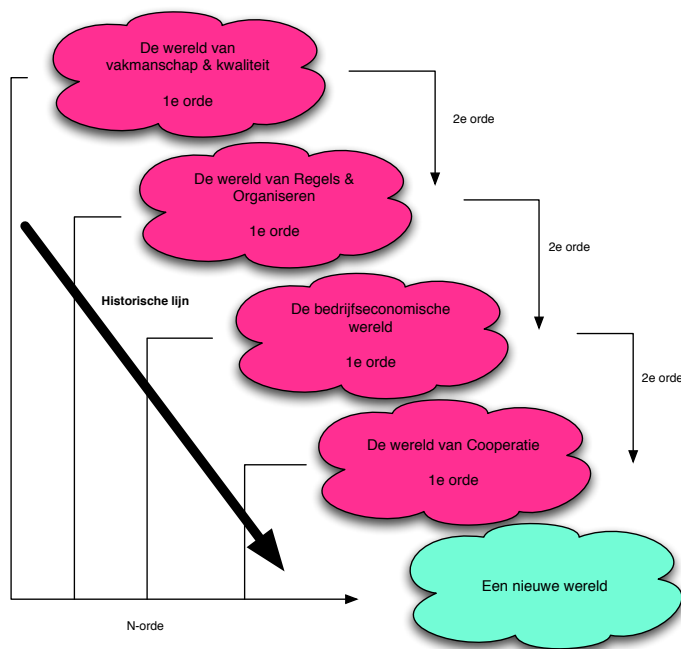 De wereld van
vakmanschap & kwaliteit
1e orde
2e orde
De wereld van Regels &
Organiseren
1e orde
2e orde
Historische lijn
De bedrijfseconomische
wereld
1e orde
2e orde
De wereld van Cooperatie
1e orde
Een nieuwe wereld
N-orde